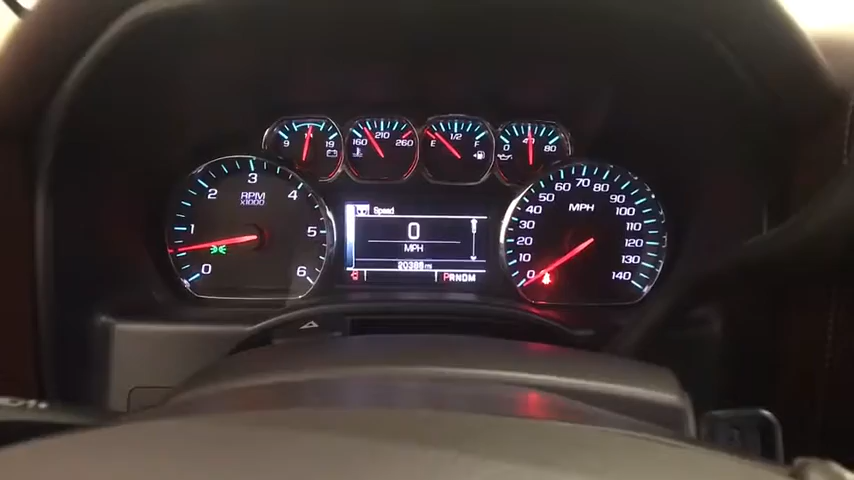 9 19
160 210 260
E 1/2 F
0 40 80
0 1 2 3 4 5 6
RPM
X1000
Speed
0
MPH
20389 mi
PRNDM
0 10 20 30 40 50 60 70 80 90 100 110 120 130 140
MPH